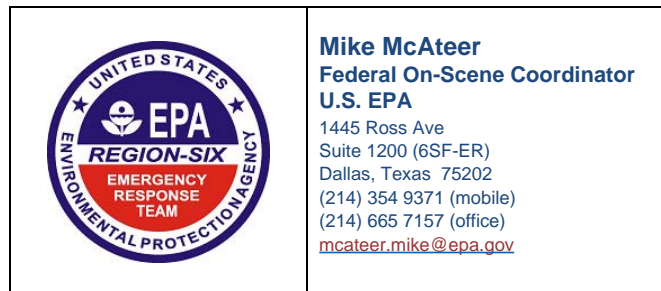 UNITED STATES
ENVIRONMENTAL PROTECTION AGENCY
EPA
REGION-SIX
EMERGENCY
RESPONSE
TEAM
Mike McAteer
Federal On-Scene Coordinator
U.S. EPA
1445 Ross Ave
Suite 1200 (6SF-ER)
Dallas, Texas  75202
(214) 354 9371 (mobile)
(214) 665 7157 (office)
mcateer.mike@epa.gov